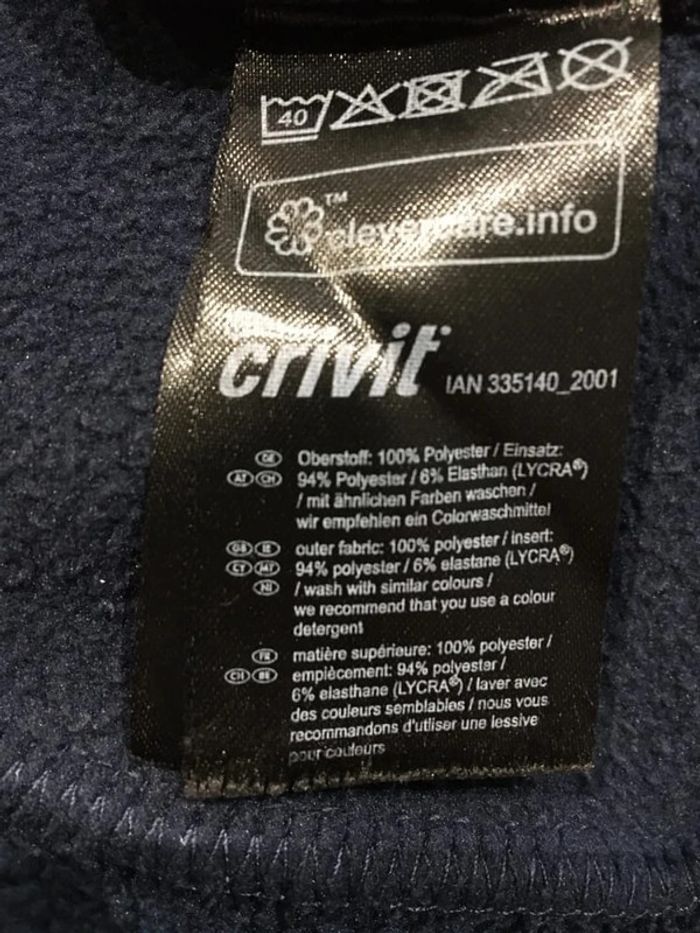 40
™
clevercare.info
crivit®
IAN 335140_2001
DE Oberstoff: 100% Polyester / Einsatz:
AT CH 94% Polyester / 6% Elasthan (LYCRA®)
/ mit ähnlichen Farben waschen /
wir empfehlen ein Colorwaschmittel
GB IE outer fabric: 100% polyester / insert:
CY MT 94% polyester / 6% elastane (LYCRA®)
NI / wash with similar colours /
we recommend that you use a colour
detergent
FR matière supérieure: 100% polyester /
CH BE emplècement: 94% polyester /
6% elasthane (LYCRA®) / laver avec
des couleurs semblables / nous vous
recommandons d'utliser une lessive
pour couleurs